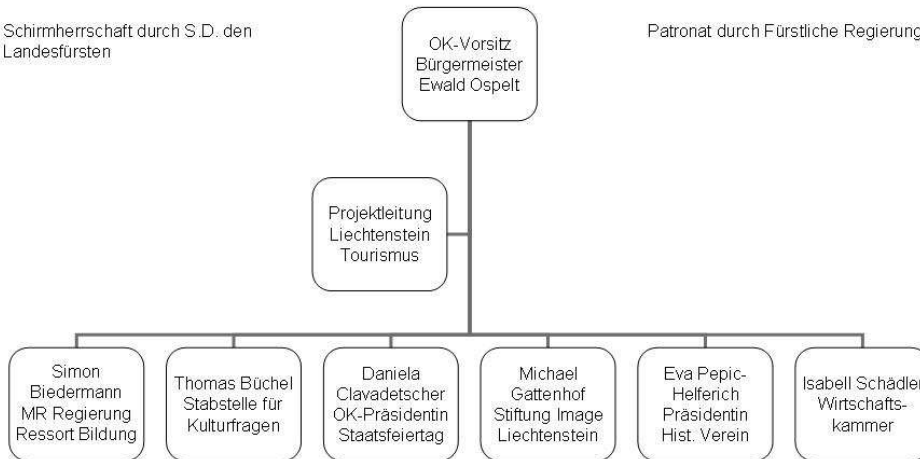 Schirmherrschaft durch S.D. den
Landesfürsten
Patronat durch Fürstliche Regierung
OK-Vorsitz
Bürgermeister
Ewald Ospelt
Projektleitung
Liechtenstein
Tourismus
Simon
Biedermann
MR Regierung
Ressort Bildung
Thomas Büchel
Stabstelle für
Kulturfragen
Daniela
Clavadetscher
OK-Präsidentin
Staatsfeiertag
Michael
Gattenhof
Stiftung Image
Liechtenstein
Eva Pepic-
Helferich
Präsidentin
Hist. Verein
Isabell Schädler
Wirtschafts-
kammer